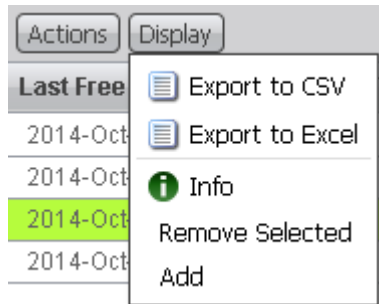 Actions Display
Last Free
Export to CSV
2014-Oct
Export to Excel
2014-Oct
Info
2014-Oct
Remove Selected
2014-Oct
Add